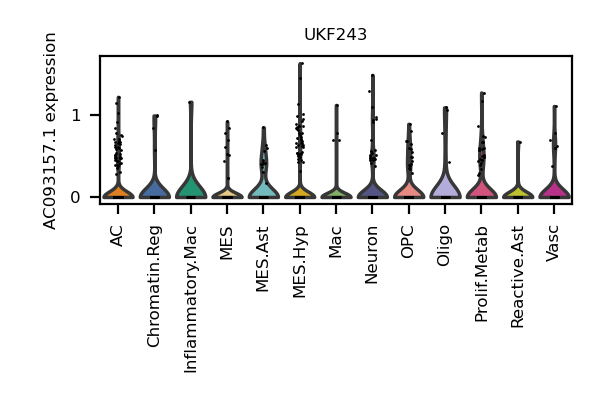 UKF243
AC093157.1 expression
1
0
AC
Chromatin.Reg
Inflammatory.Mac
MES
MES.Ast
MES.Hyp
Mac
Neuron
OPC
Oligo
Prolif.Metab
Reactive.Ast
Vasc